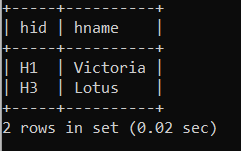 +-----+----------+
| hid | hname    |
+-----+----------+
| H1  | Victoria |
| H3  | Lotus    |
+-----+----------+
2 rows in set (0.02 sec)